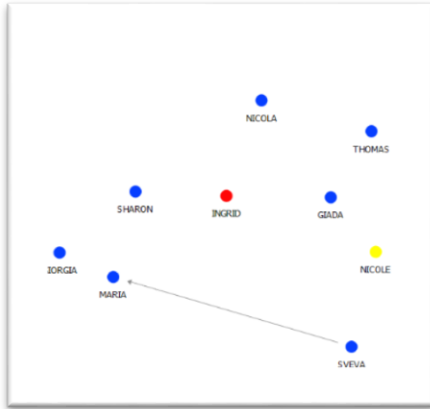 NICOLA
THOMAS
SHARON
INGRID
GIADA
IORGIA
NICOLE
MARIA
SVEVA